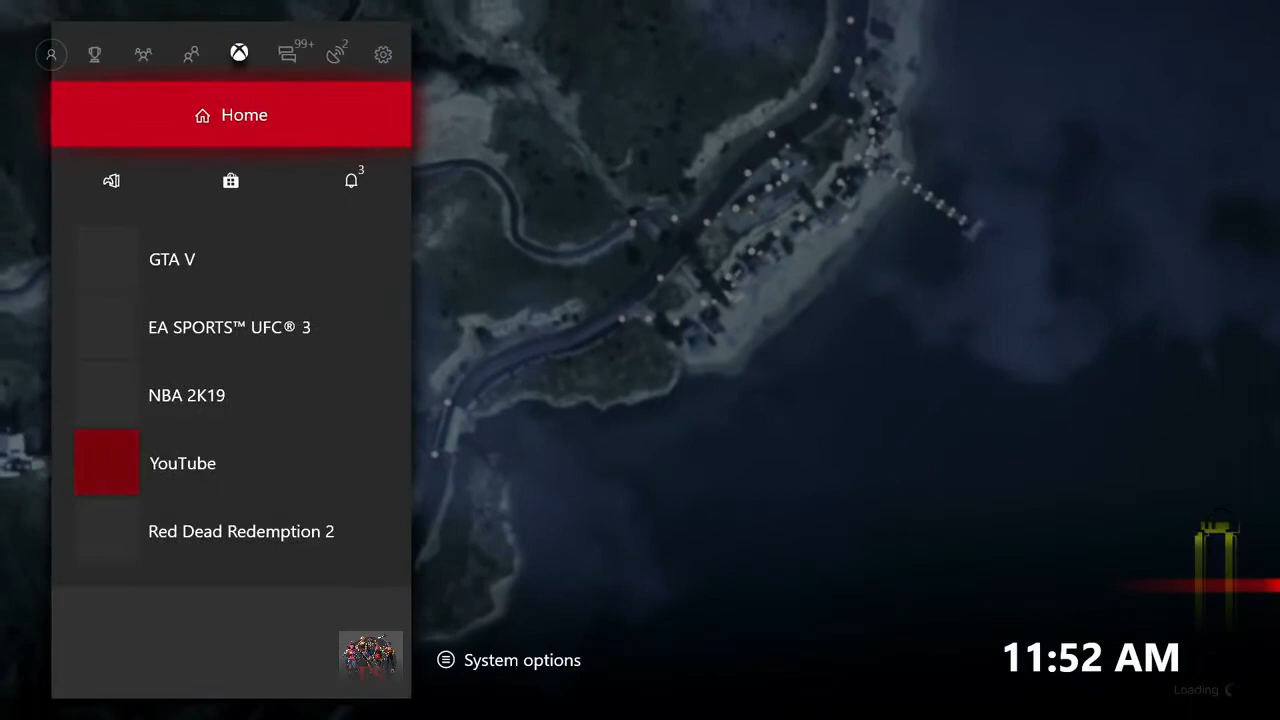 99+
2
Home
3
GTA V
EA SPORTS™ UFC® 3
NBA 2K19
YouTube
Red Dead Redemption 2
System options
11:52 AM
Loading